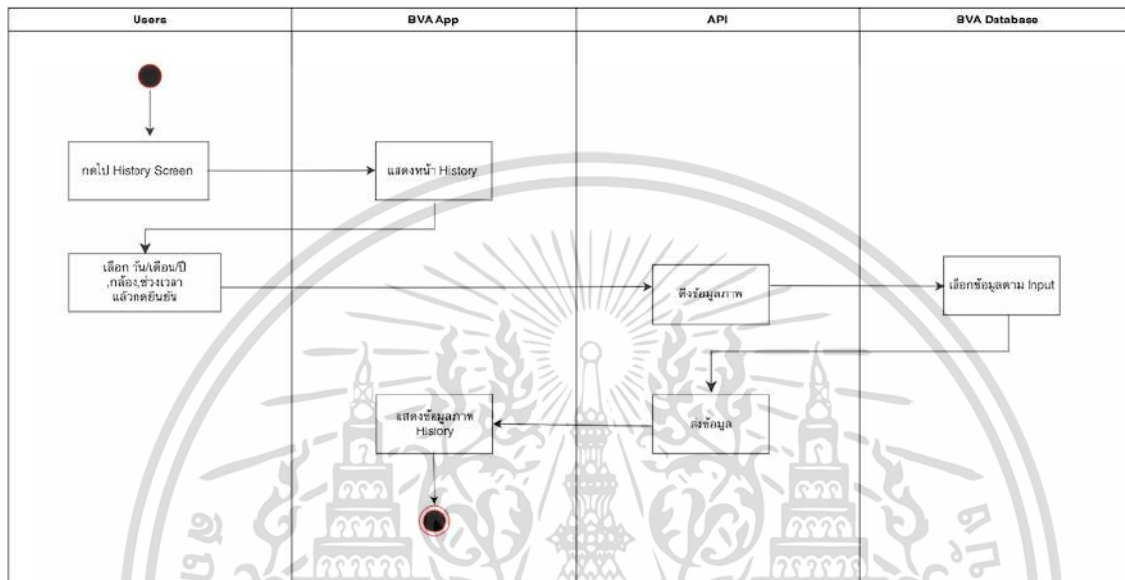 Users
BVA App
API
BVA Database
กดไป History Screen
แสดงหน้า History
เลือก วัน/เดือน/ปี
,กล้อง,ช่วงเวลา
แล้วกดยืนยัน
ดึงข้อมูลภาพ
เลือกข้อมูลตาม Input
แสดงข้อมูลภาพ
History
ส่งข้อมูล